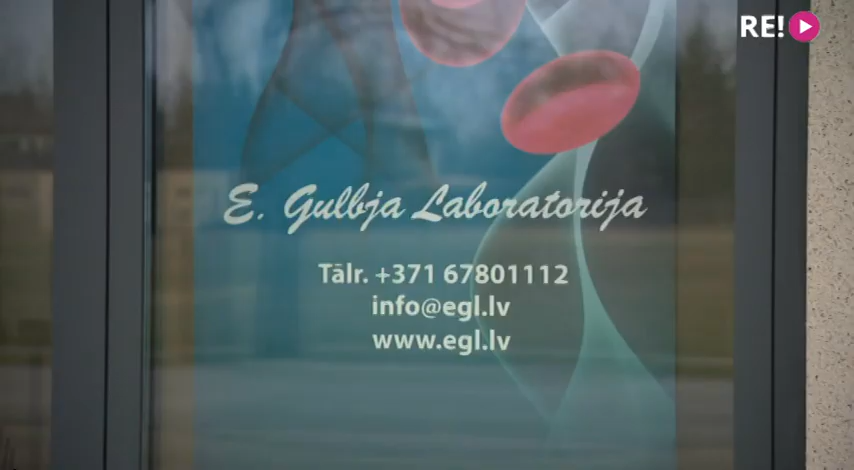 RE!
E. Gulbja Laboratorija
Tālr. +371 67801112
info@egl.lv
www.egl.lv